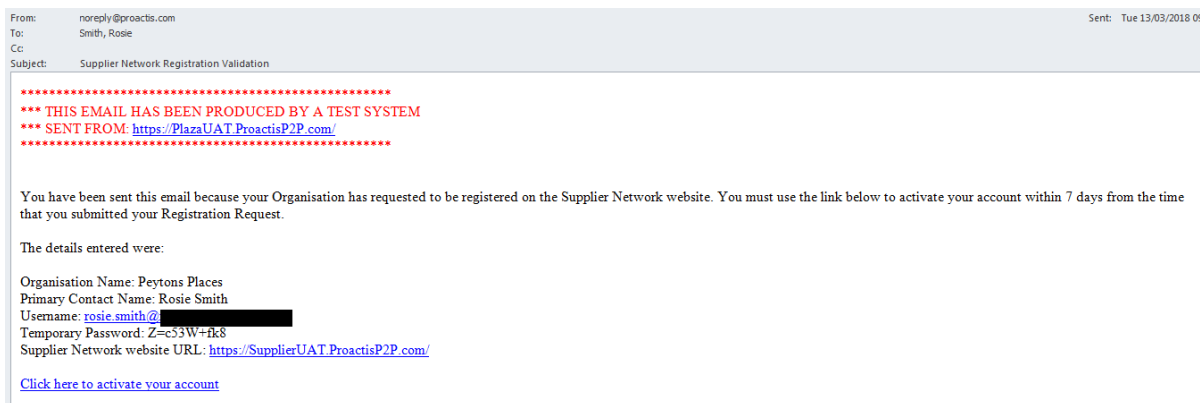 From: noreply@proactis.com Sent: Tue 13/03/2018 09
To: Smith, Rosie
Cc:
Subject: Supplier Network Registration Validation
****************************************************
*** THIS EMAIL HAS BEEN PRODUCED BY A TEST SYSTEM
*** SENT FROM: https://PlazaUAT.ProactisP2P.com/
****************************************************
You have been sent this email because your Organisation has requested to be registered on the Supplier Network website. You must use the link below to activate your account within 7 days from the time
that you submitted your Registration Request.
The details entered were:
Organisation Name: Peytons Places
Primary Contact Name: Rosie Smith
Username: rosie.smith@
Temporary Password: Z=c53W+fk8
Supplier Network website URL: https://SupplierUAT.ProactisP2P.com/
Click here to activate your account